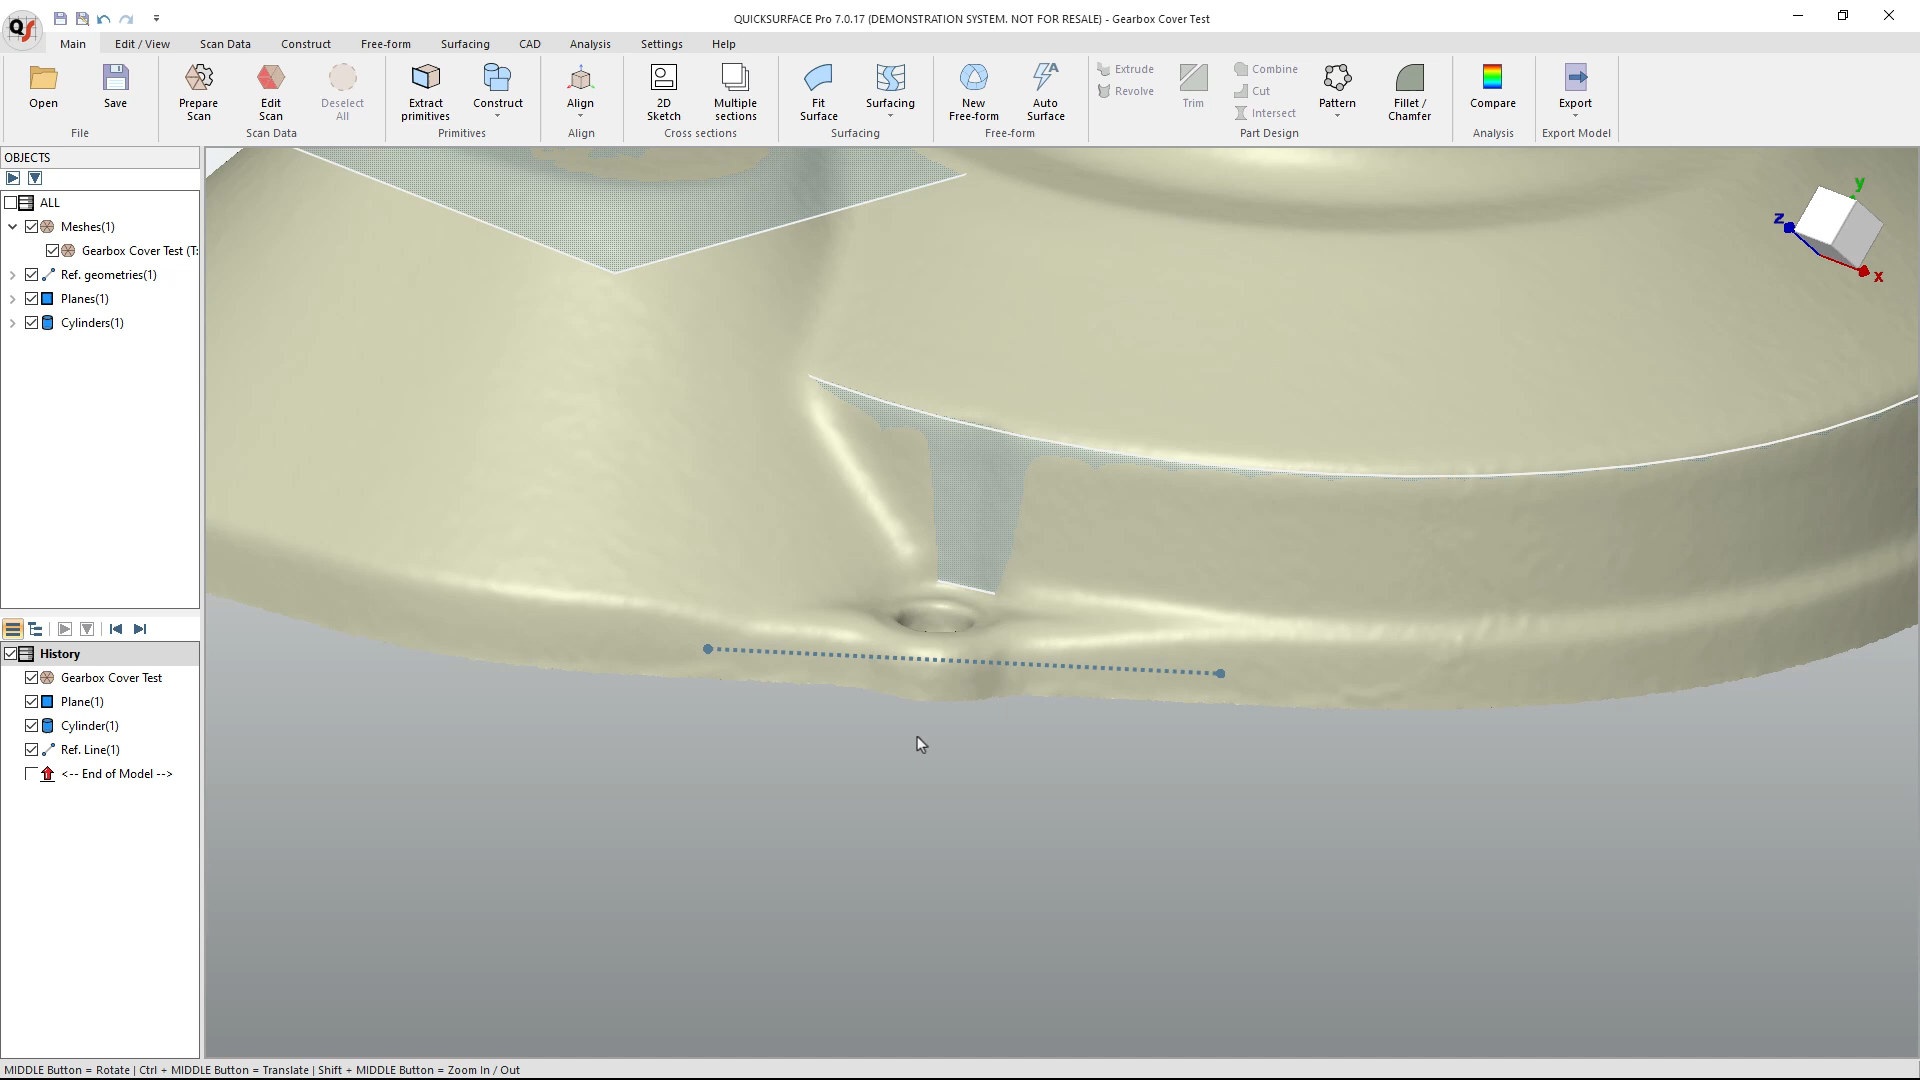 QUICKSURFACE Pro 7.0.17 (DEMONSTRATION SYSTEM. NOT FOR RESALE) - Gearbox Cover Test
Main Edit / View Scan Data Construct Free-form Surfacing CAD Analysis Settings Help
Open Save Prepare Scan Edit Scan Deselect All Extract primitives Construct Align 2D Sketch Multiple sections Fit Surface Surfacing New Free-form Auto Surface Extrude Revolve Trim Combine Cut Intersect Pattern Fillet / Chamfer Compare Export
File Scan Data Primitives Align Cross sections Surfacing Free-form Part Design Analysis Export Model
OBJECTS
ALL
Meshes(1)
Gearbox Cover Test (T:
Ref. geometries(1)
Planes(1)
Cylinders(1)
y
z
x
History
Gearbox Cover Test
Plane(1)
Cylinder(1)
Ref. Line(1)
<-- End of Model -->
MIDDLE Button = Rotate | Ctrl + MIDDLE Button = Translate | Shift + MIDDLE Button = Zoom In / Out